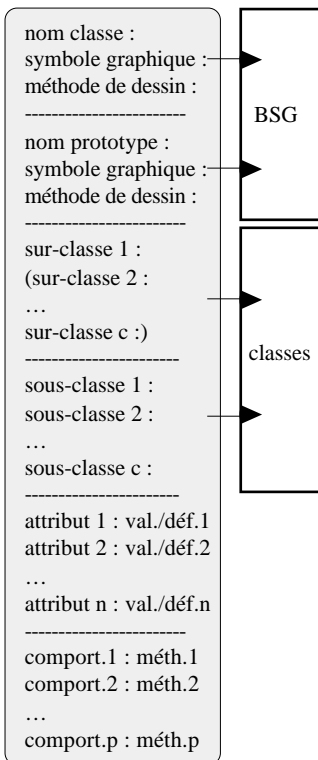 nom classe :
symbole graphique :
méthode de dessin :
------------------------
nom prototype :
symbole graphique :
méthode de dessin :
------------------------
sur-classe 1 :
(sur-classe 2 :
…
sur-classe c :)
-----------------------
sous-classe 1 :
sous-classe 2 :
…
sous-classe c :
-----------------------
attribut 1 : val./déf.1
attribut 2 : val./déf.2
…
attribut n : val./déf.n
------------------------
comport.1 : méth.1
comport.2 : méth.2
…
comport.p : méth.p
BSG
classes